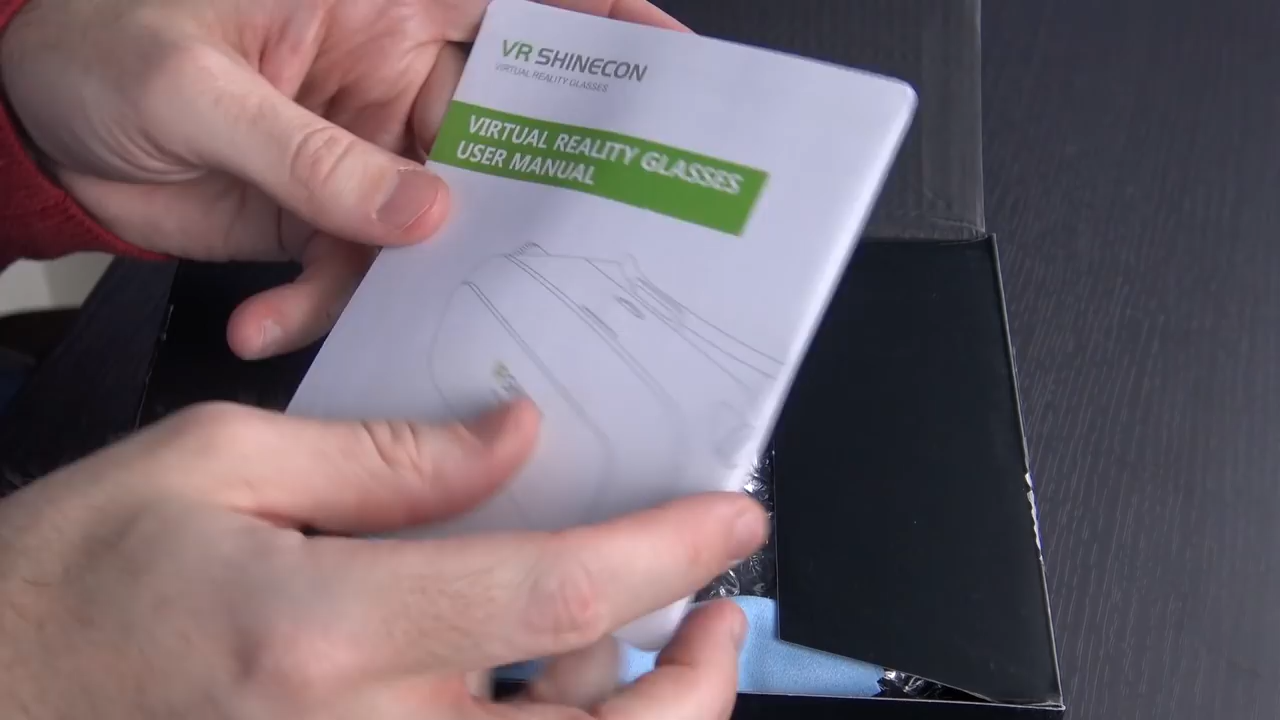 VR SHINECON
VIRTUAL REALITY GLASSES
VIRTUAL REALITY GLASSES
USER MANUAL